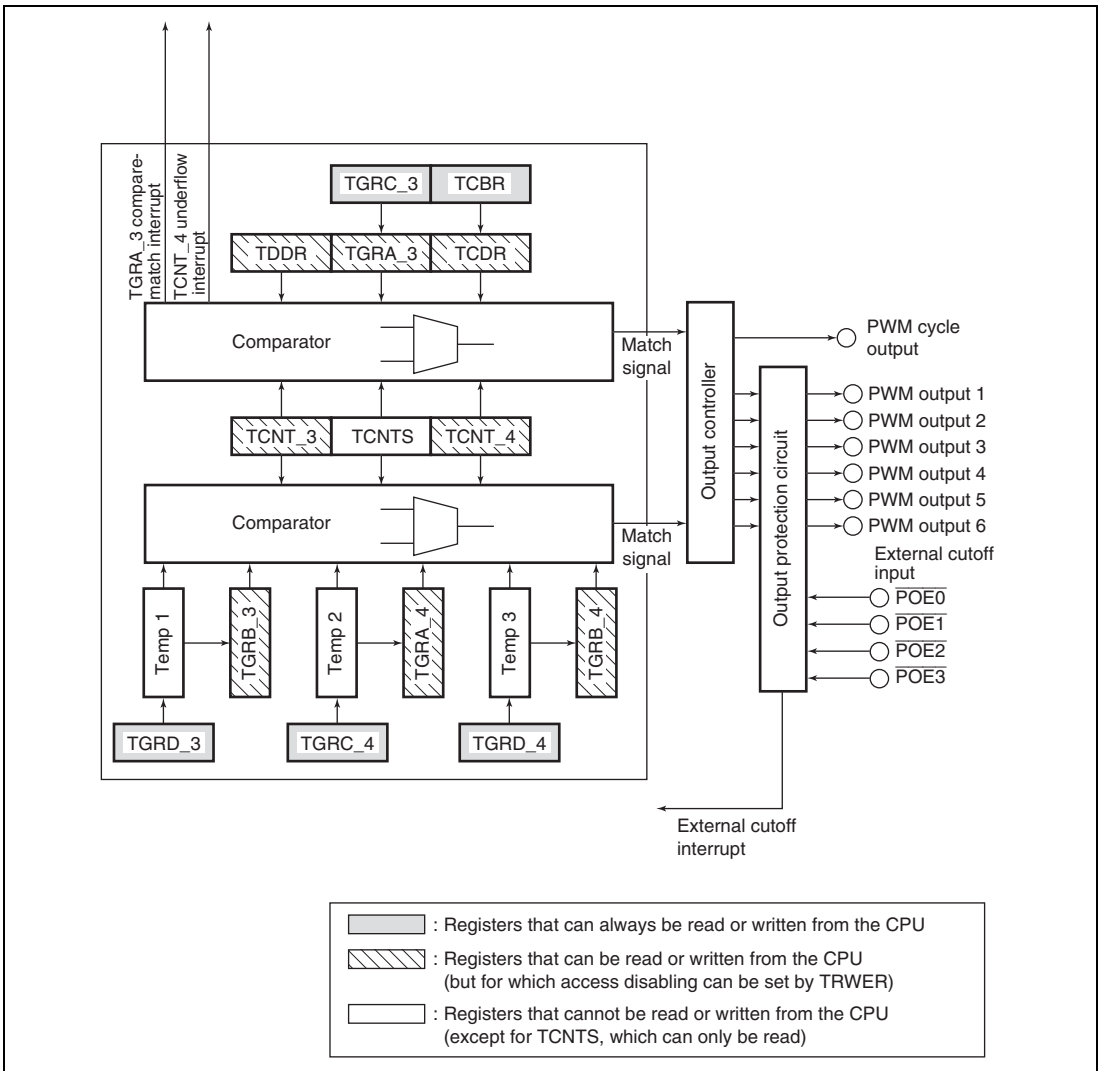 TGRA_3 compare-
match interrupt
TCNT_4 underflow
interrupt
TGRC_3
TCBR
TDDR
TGRA_3
TCDR
Comparator
Match
signal
TCNT_3
TCNTS
TCNT_4
Comparator
Match
signal
Temp 1
TGRB_3
Temp 2
TGRA_4
Temp 3
TGRB_4
TGRD_3
TGRC_4
TGRD_4
Output controller
Output protection circuit
PWM cycle
output
PWM output 1
PWM output 2
PWM output 3
PWM output 4
PWM output 5
PWM output 6
External cutoff
input
POE0
POE1
POE2
POE3
External cutoff
interrupt
: Registers that can always be read or written from the CPU
: Registers that can be read or written from the CPU
(but for which access disabling can be set by TRWER)
: Registers that cannot be read or written from the CPU
(except for TCNTS, which can only be read)